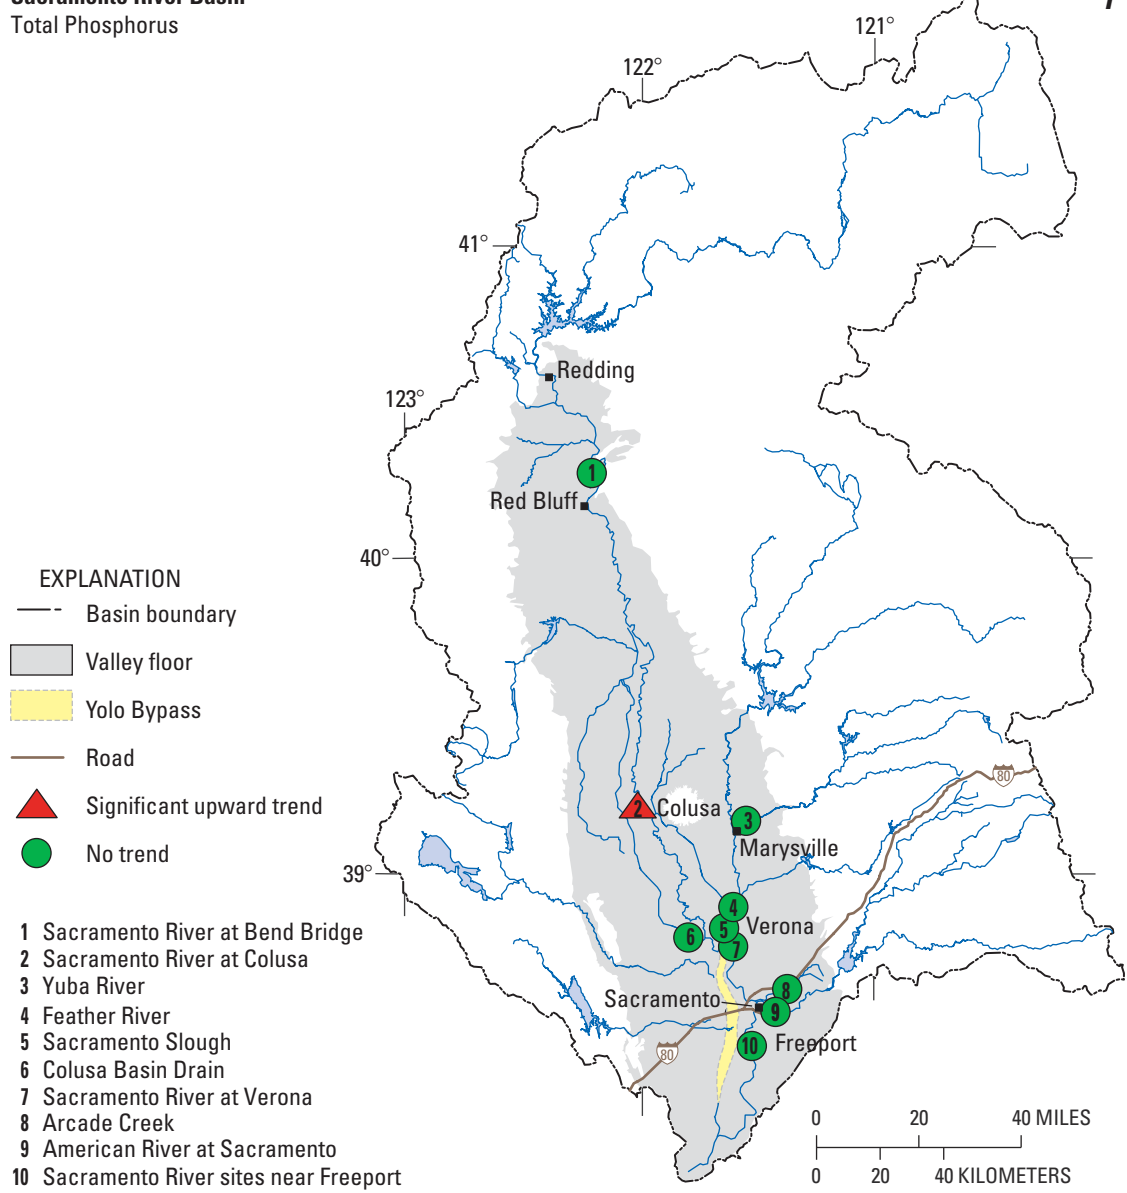 Total Phosphorus
121°
122°
41°
Redding
123°
1
Red Bluff
40°
EXPLANATION
Basin boundary
Valley floor
Yolo Bypass
Road
80
Significant upward trend
2 Colusa
3
No trend
Marysville
39°
4
1 Sacramento River at Bend Bridge
5 Verona
6
7
2 Sacramento River at Colusa
3 Yuba River
8
Sacramento
4 Feather River
9
5 Sacramento Slough
10 Freeport
80
6 Colusa Basin Drain
7 Sacramento River at Verona
8 Arcade Creek
0 20 40 MILES
9 American River at Sacramento
10 Sacramento River sites near Freeport
0 20 40 KILOMETERS